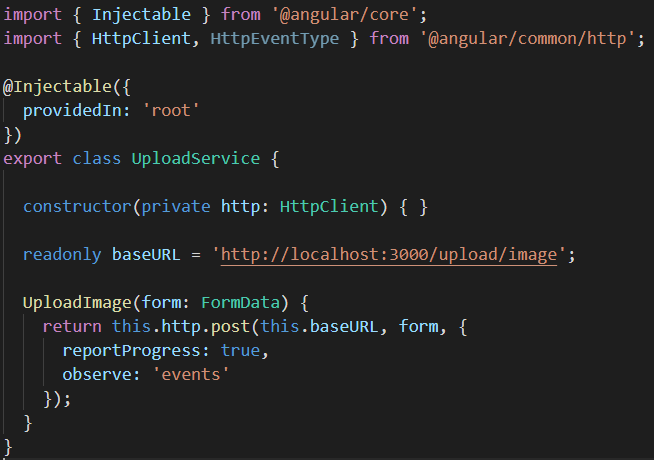 import { Injectable } from '@angular/core';
import { HttpClient, HttpEventType } from '@angular/common/http';
@Injectable({
  providedIn: 'root'
})
export class UploadService {
  constructor(private http: HttpClient) { }
  readonly baseURL = 'http://localhost:3000/upload/image';
  UploadImage(form: FormData) {
    return this.http.post(this.baseURL, form, {
      reportProgress: true,
      observe: 'events'
    });
  }
}